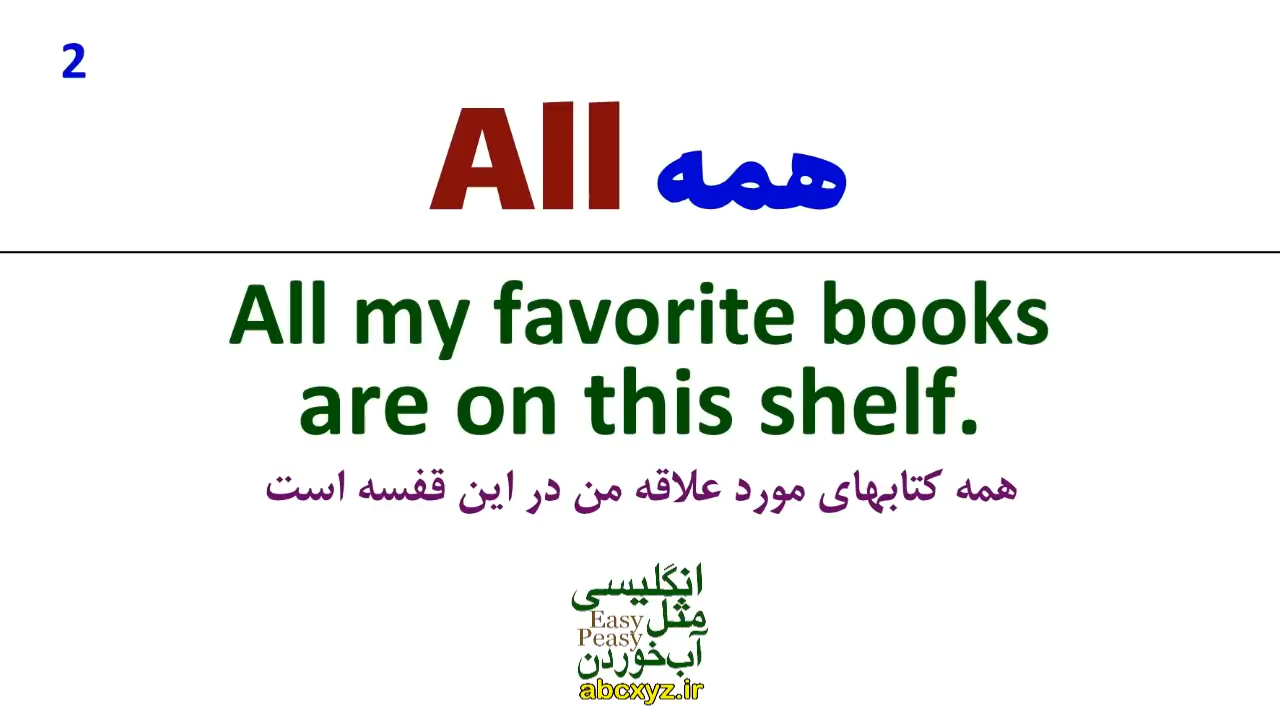 2
All همه
All my favorite books
are on this shelf.
همه کتابهای مورد علاقه من در این قفسه است
انگلیسی
مثل
Easy
Peasy
آب‌خوردن
abcxyz.ir